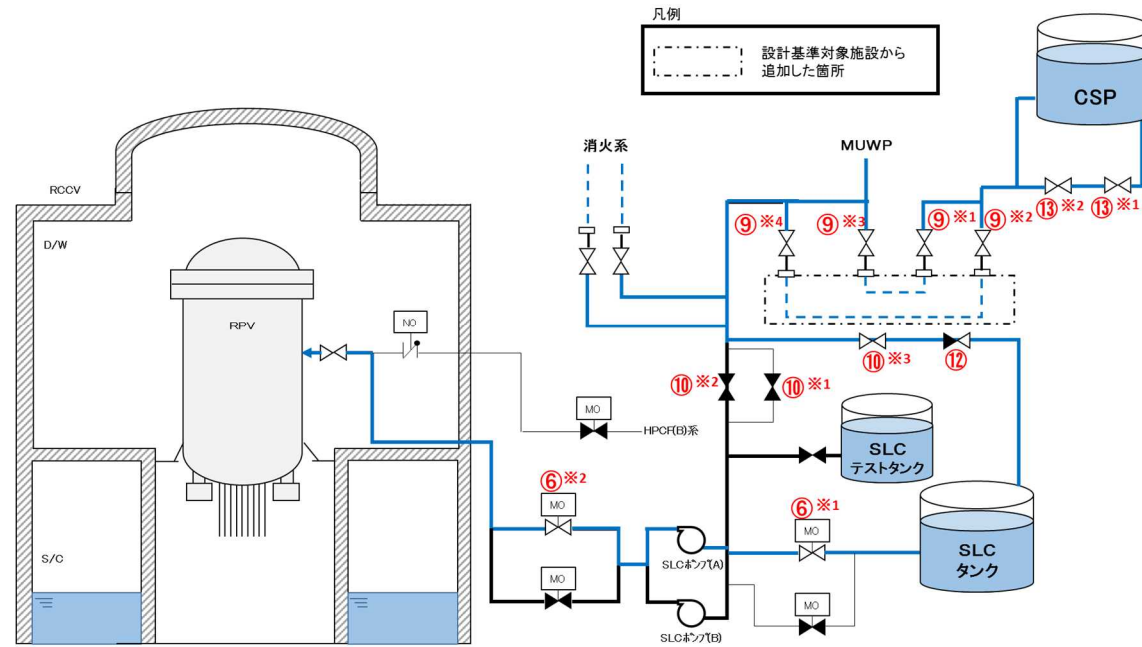 凡例
設計基準対象施設から
追加した箇所
CSP
消火系
MUWP
RCCV
⑨※4
⑨※3
⑨※1
⑨※2
⑬※2
⑬※1
D/W
RPV
NO
⑩※3
⑫
⑩※2
⑩※1
MO
HPCF(B)系
SLC
テストタンク
⑥※2
MO
⑥※1
MO
SLCポンプ(A)
SLC
タンク
S/C
MO
MO
SLCポンプ(B)